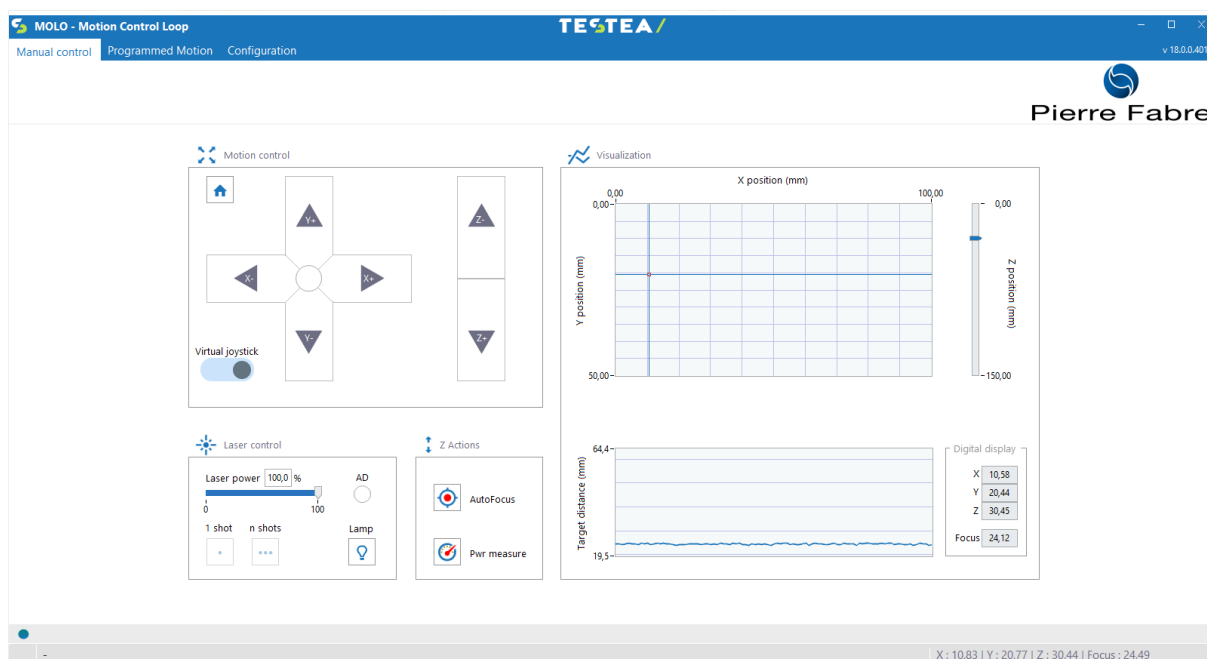 MOLO - Motion Control Loop
TESTEA/
Manual control Programmed Motion Configuration
v 18.0.0.401
Pierre Fabre
Motion control
Y+
X-
X+
Y-
Z-
Z+
Virtual joystick
Visualization
X position (mm)
0,00 100,00
0,00
Y position (mm)
50,00
0,00
Z position (mm)
150,00
Laser control
Laser power 100,0 %
0 100
AD
1 shot n shots
Lamp
Z Actions
AutoFocus
Pwr measure
64,4
Target distance (mm)
19,5
Digital display
X 10,58
Y 20,44
Z 30,45
Focus 24,12
-
X : 10.83 | Y : 20.77 | Z : 30.44 | Focus : 24.49